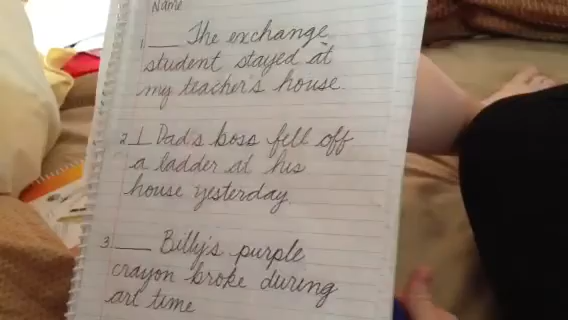 Name
1. ___ The exchange
student stayed at
my teacher's house.
2. 1 Dad's boss fell off
a ladder at his
house yesterday.
3. ___ Billy's purple
crayon broke during
art time